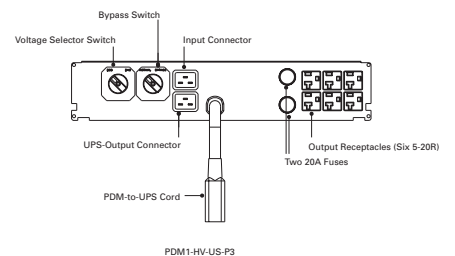 Bypass Switch
Voltage Selector Switch
Input Connector
UPS-Output Connector
Output Receptacles (Six 5-20R)
Two 20A Fuses
PDM-to-UPS Cord
PDM1-HV-US-P3